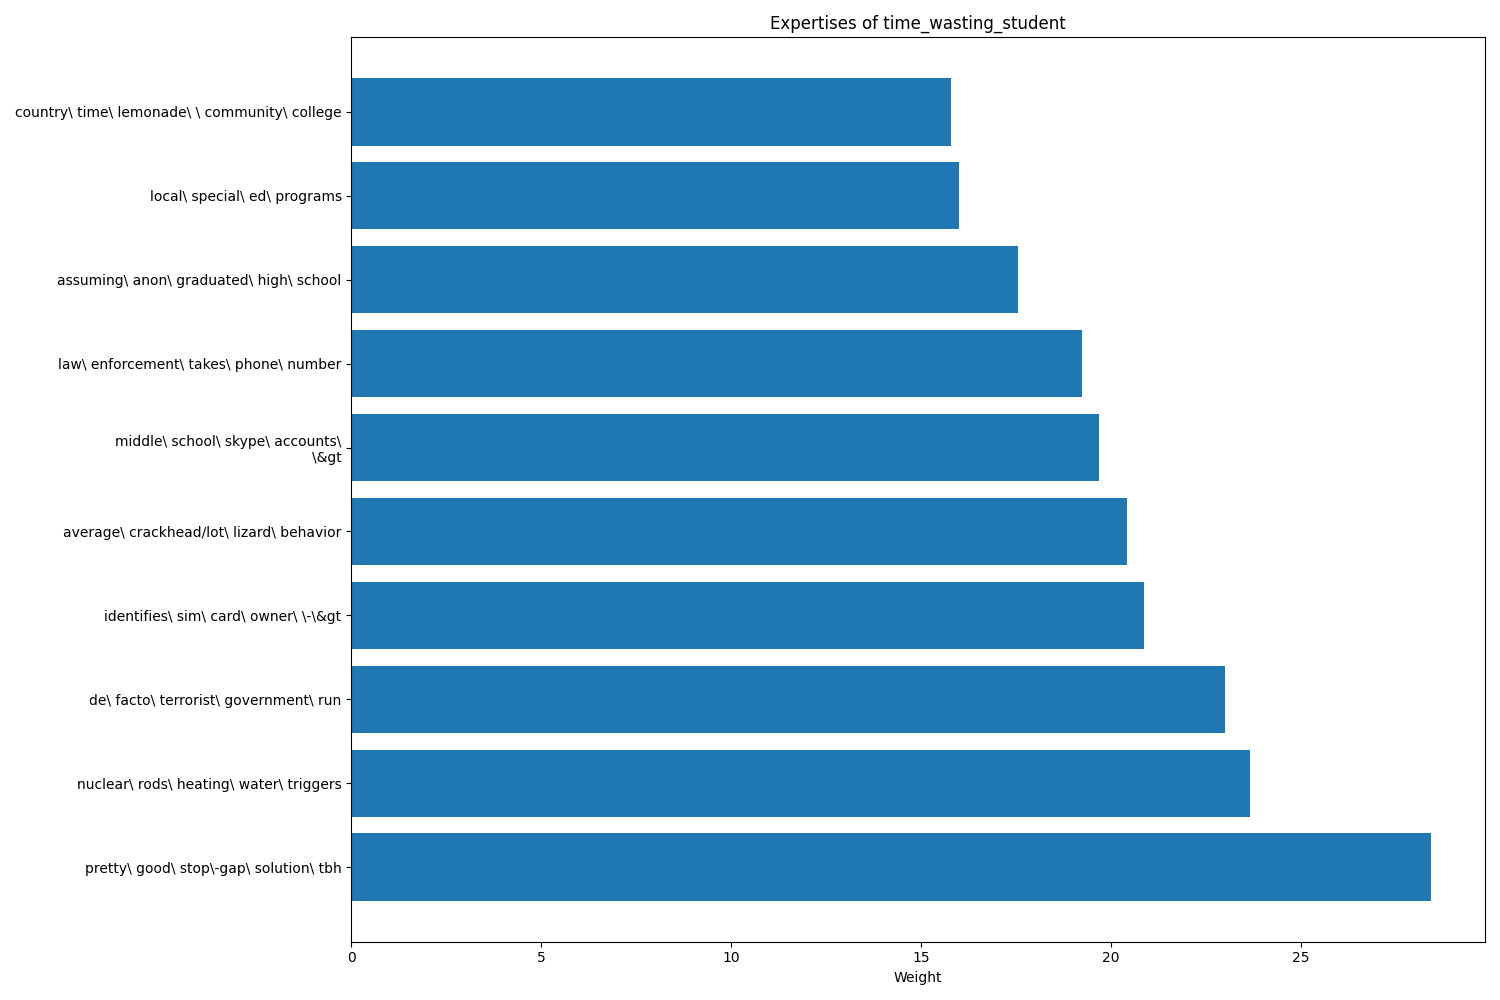 Expertises of time_wasting_student
country\ time\ lemonade\ \ community\ college
local\ special\ ed\ programs
assuming\ anon\ graduated\ high\ school
law\ enforcement\ takes\ phone\ number
middle\ school\ skype\ accounts\
\&gt
average\ crackhead/lot\ lizard\ behavior
identifies\ sim\ card\ owner\ \-\&gt
de\ facto\ terrorist\ government\ run
nuclear\ rods\ heating\ water\ triggers
pretty\ good\ stop\-gap\ solution\ tbh
0 5 10 15 20 25
Weight